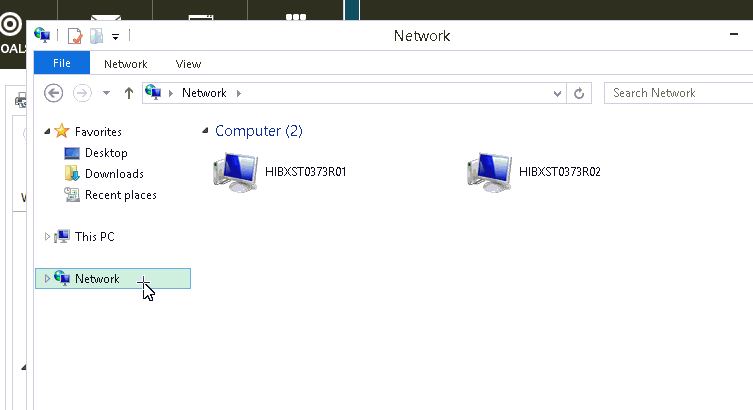 Network
OALS
File Network View
Network
Search Network
Favorites
Desktop
Downloads
Recent places
This PC
Network
Computer (2)
HIBXST0373R01
HIBXST0373R02